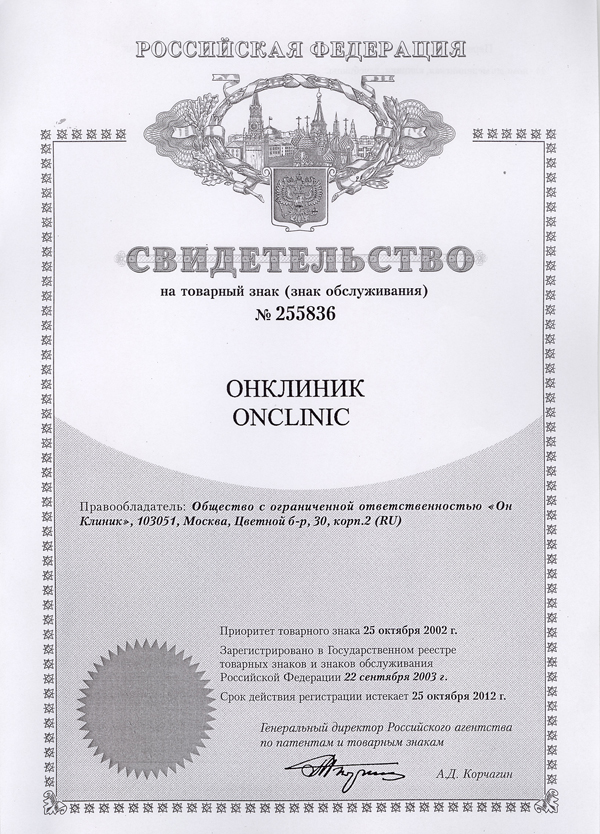 РОССИЙСКАЯ ФЕДЕРАЦИЯ
СВИДЕТЕЛЬСТВО
на товарный знак (знак обслуживания)
№ 255836
ОНКЛИНИК
ONCLINIC
Правообладатель: Общество с ограниченной ответственностью «Он
Клиник», 103051, Москва, Цветной б-р, 30, корп.2 (RU)
Приоритет товарного знака 25 октября 2002 г.
Зарегистрировано в Государственном реестре
товарных знаков и знаков обслуживания
Российской Федерации 22 сентября 2003 г.
Срок действия регистрации истекает 25 октября 2012 г.
Генеральный директор Российского агентства
по патентам и товарным знакам
А.Д. Корчагин